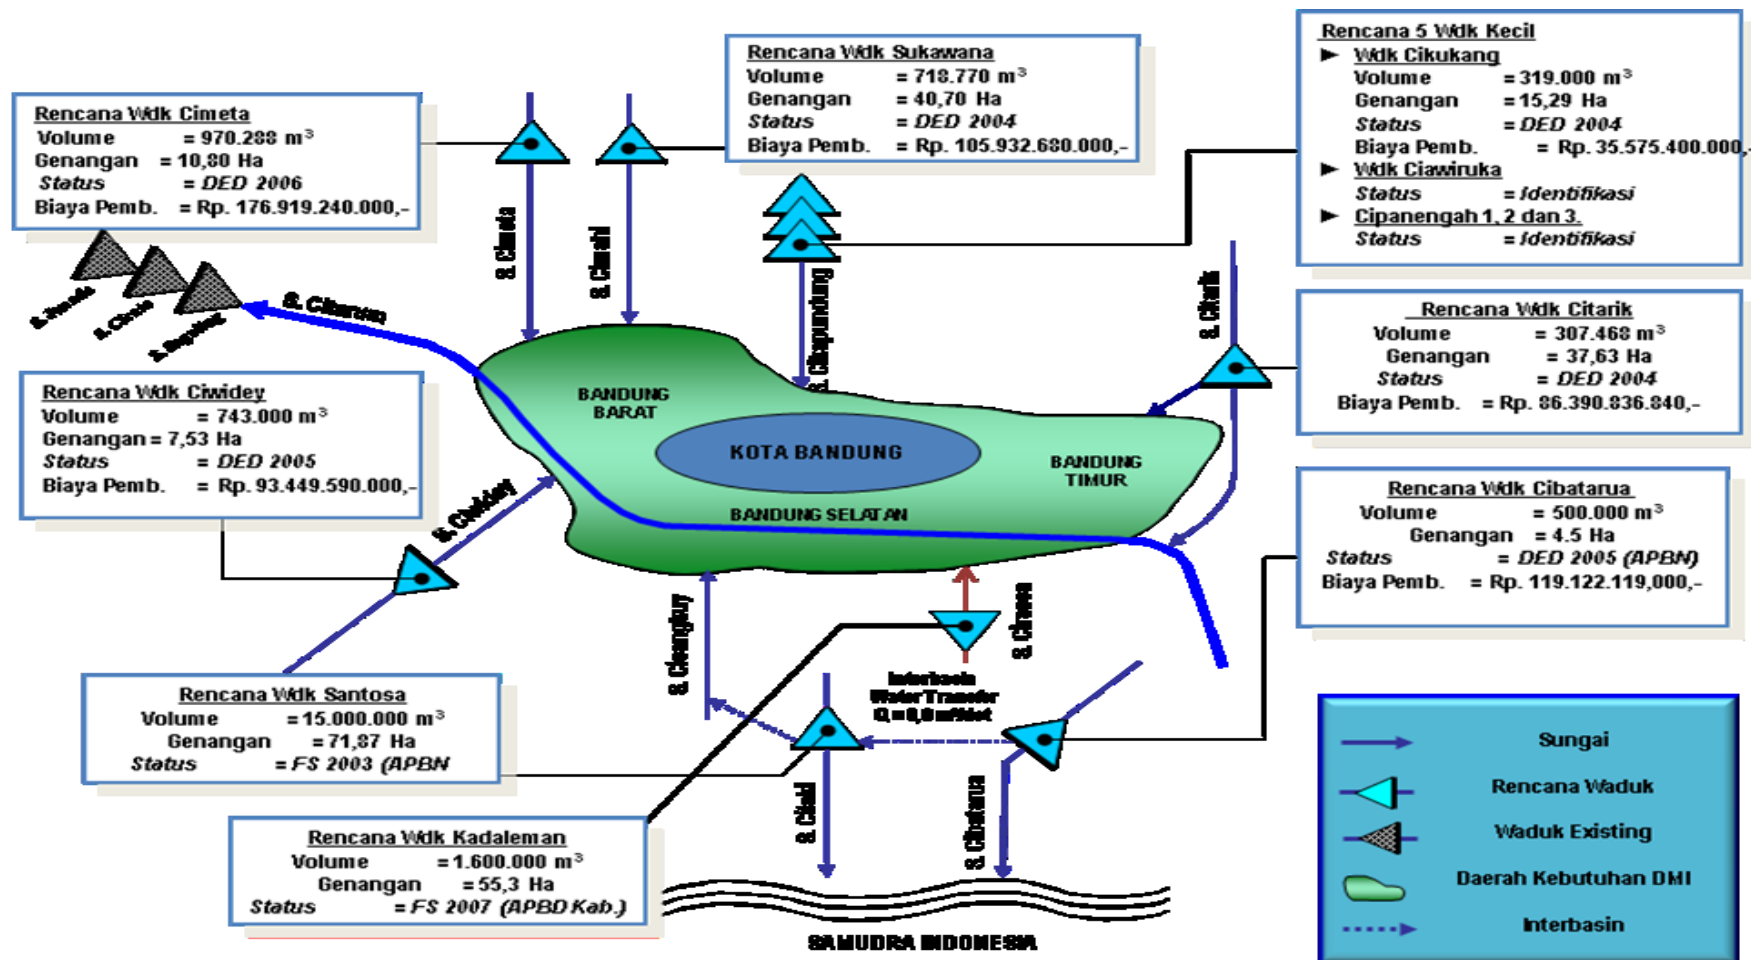 Rencana Wdk Cimeta
Volume = 970.288 m³
Genangan = 10,80 Ha
Status = DED 2006
Biaya Pemb. = Rp. 176.919.240.000,-
Rencana Wdk Sukawana
Volume = 718.770 m³
Genangan = 40,70 Ha
Status = DED 2004
Biaya Pemb. = Rp. 105.932.680.000,-
Rencana 5 Wdk Kecil
► Wdk Cikukang
Volume = 319.000 m³
Genangan = 15,29 Ha
Status = DED 2004
Biaya Pemb. = Rp. 35.575.400.000,-
► Wdk Ciawiruka
Status = Identifikasi
► Cipanengah 1, 2 dan 3.
Status = Identifikasi
S. Cimeta
S. Cimahi
S. Cikapundung
S. Citarik
S. Citarum
Rencana Wdk Citarik
Volume = 307.468 m³
Genangan = 37,63 Ha
Status = DED 2004
Biaya Pemb. = Rp. 86.390.836.840,-
Rencana Wdk Ciwidey
Volume = 743.000 m³
Genangan = 7,53 Ha
Status = DED 2005
Biaya Pemb. = Rp. 93.449.590.000,-
BANDUNG
BARAT
KOTA BANDUNG
BANDUNG
TIMUR
BANDUNG SELATAN
S. Ciwidey
Rencana Wdk Cibatarua
Volume = 500.000 m³
Genangan = 4.5 Ha
Status = DED 2005 (APBN)
Biaya Pemb. = Rp. 119.122.119,000,-
S. Cisangkuy
Interbasin
Water Transfer
Rencana Wdk Santosa
Volume = 15.000.000 m³
Genangan = 71,87 Ha
Status = FS 2003 (APBN
S. Cibatarua
Rencana Wdk Kadaleman
Volume = 1.600.000 m³
Genangan = 55,3 Ha
Status = FS 2007 (APBD Kab.)
SAMUDRA INDONESIA
Sungai
Rencana Waduk
Waduk Existing
Daerah Kebutuhan DMI
Interbasin